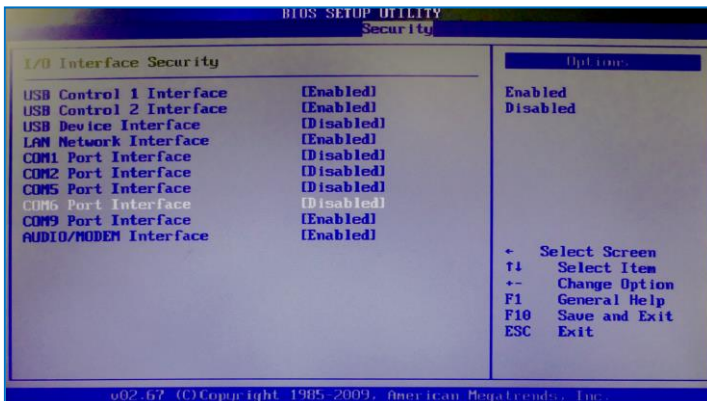 BIOS SETUP UTILITY
Security
I/O Interface Security
USB Control 1 Interface [Enabled]
USB Control 2 Interface [Enabled]
USB Device Interface [Disabled]
LAN Network Interface [Enabled]
COM1 Port Interface [Disabled]
COM2 Port Interface [Disabled]
COM5 Port Interface [Disabled]
COM6 Port Interface [Disabled]
COM9 Port Interface [Enabled]
AUDIO/MODEM Interface [Enabled]
Options
Enabled
Disabled
← Select Screen
↑↓ Select Item
+- Change Option
F1 General Help
F10 Save and Exit
ESC Exit
v02.67 (C)Copyright 1985-2009, American Megatrends, Inc.